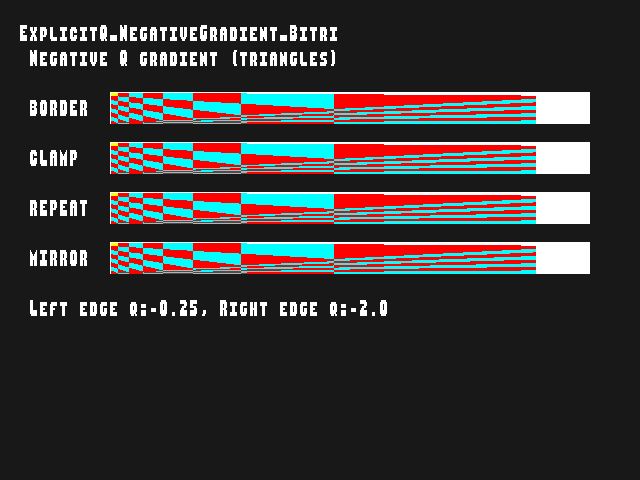 ExplicitQ_NegativeGradient_Bitri
Negative Q gradient (triangles)
Border
Clamp
Repeat
Mirror
Left edge q:-0.25, Right edge q:-2.0